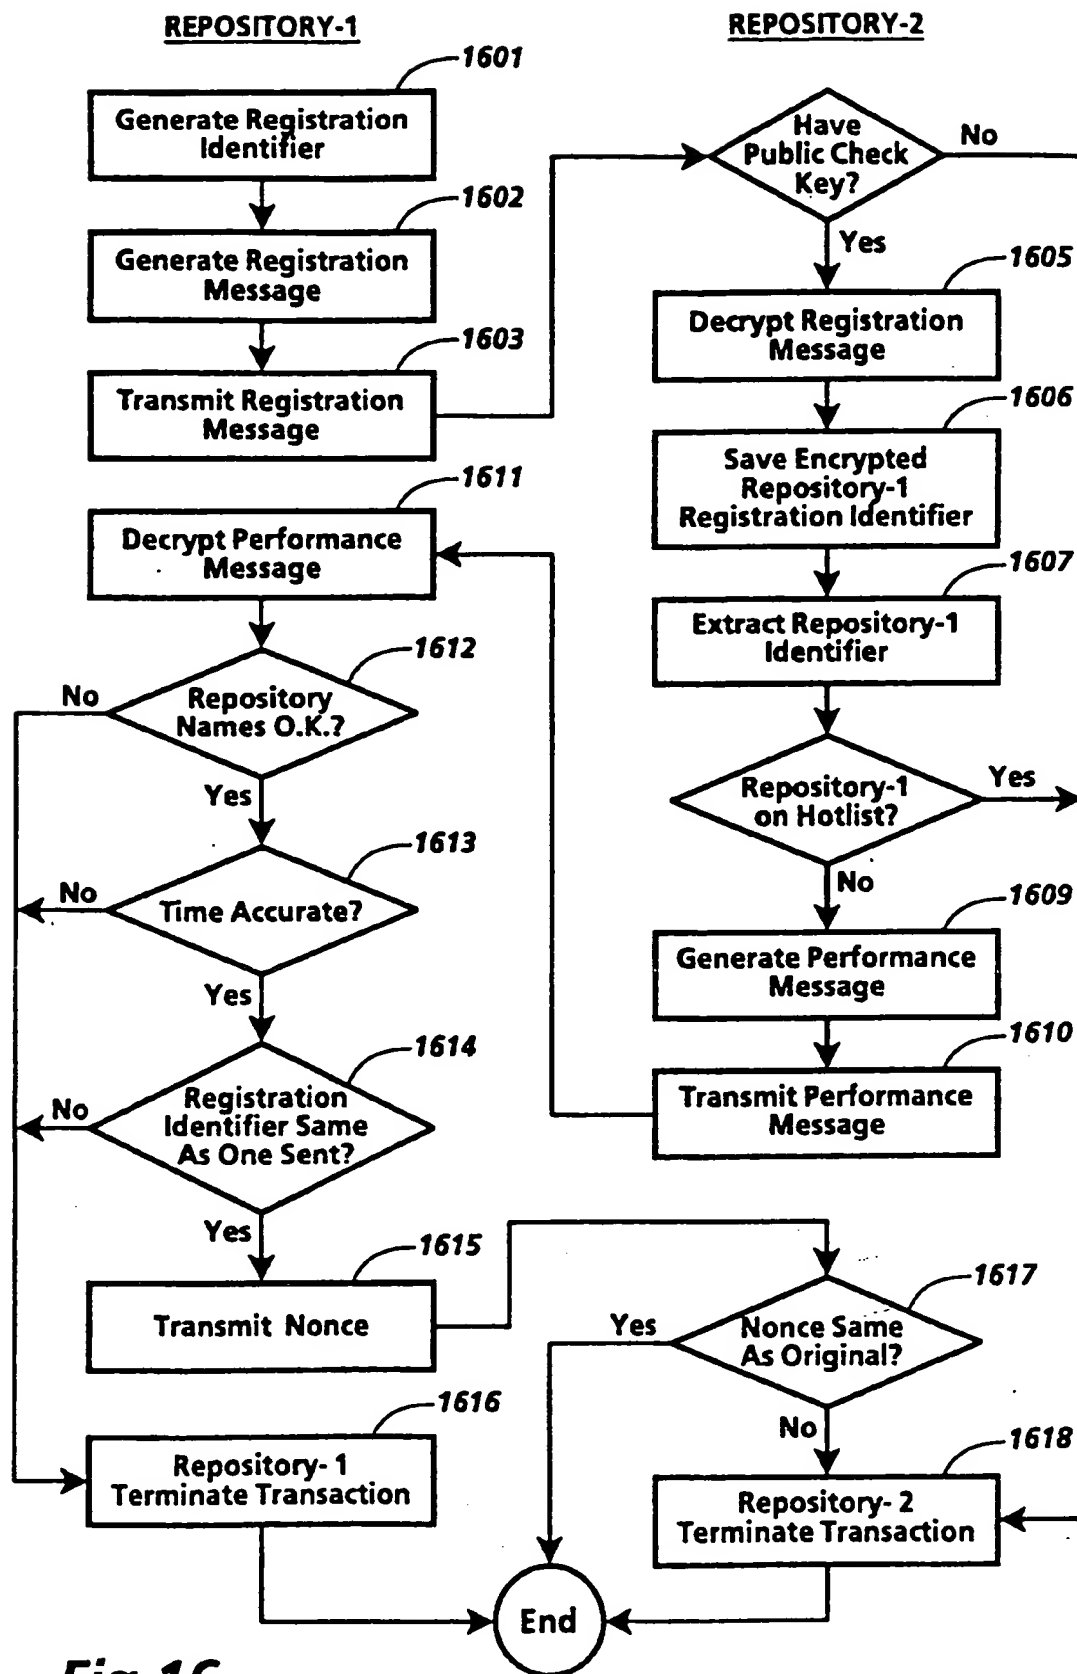 REPOSITORY-1
1601
Generate Registration
Identifier
1602
Generate Registration
Message
1603
Transmit Registration
Message
1611
Decrypt Performance
Message
1612
Repository
Names O.K.?
No
Yes
1613
Time Accurate?
No
Yes
1614
Registration
Identifier Same
As One Sent?
No
Yes
1615
Transmit Nonce
1616
Repository- 1
Terminate Transaction
REPOSITORY-2
Have
Public Check
Key?
No
Yes
1605
Decrypt Registration
Message
1606
Save Encrypted
Repository-1
Registration Identifier
1607
Extract Repository-1
Identifier
Repository-1
on Hotlist?
Yes
No
1609
Generate Performance
Message
1610
Transmit Performance
Message
1617
Nonce Same
As Original?
Yes
No
1618
Repository- 2
Terminate Transaction
End
Fig.16